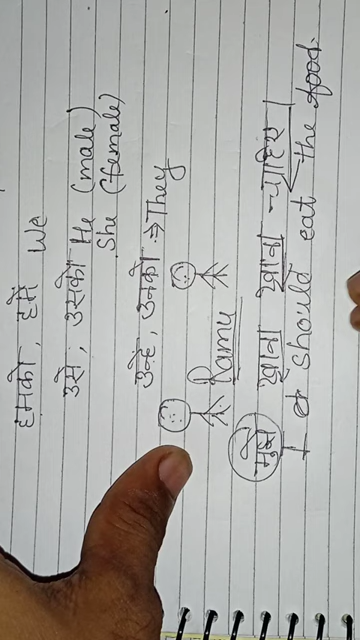 हमको, हमें We
उसे, उसको He (male)
She (female)
उन्हें, उनको → They
Ramu
मुझे खाना खाना चाहिए।
I should eat the food.